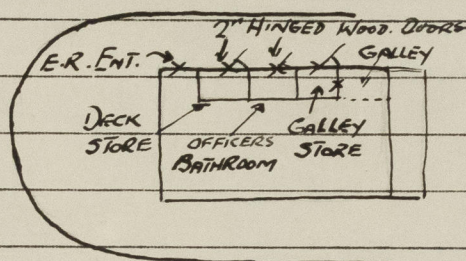 2" HINGED WOOD. DOORS
E.R. ENT.
GALLEY
DECK
STORE
OFFICERS
BATHROOM
GALLEY
STORE